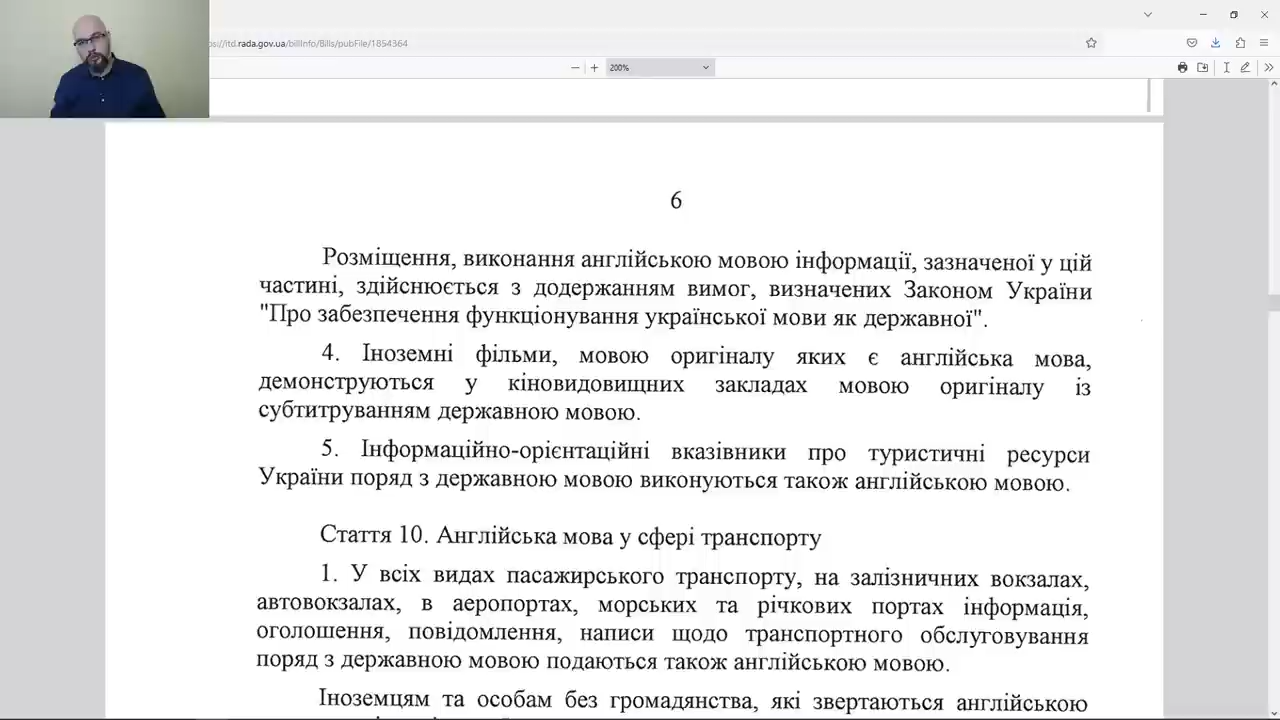 ps://itd.rada.gov.ua/billInfo/Bills/pubFile/1854364
200%
6
Розміщення, виконання англійською мовою інформації, зазначеної у цій
частині, здійснюється з додержанням вимог, визначених Законом України
"Про забезпечення функціонування української мови як державної".
4. Іноземні фільми, мовою оригіналу яких є англійська мова,
демонструються у кіновидовищних закладах мовою оригіналу із
субтитруванням державною мовою.
5. Інформаційно-орієнтаційні вказівники про туристичні ресурси
України поряд з державною мовою виконуються також англійською мовою.
Стаття 10. Англійська мова у сфері транспорту
1. У всіх видах пасажирського транспорту, на залізничних вокзалах,
автовокзалах, в аеропортах, морських та річкових портах інформація,
оголошення, повідомлення, написи щодо транспортного обслуговування
поряд з державною мовою подаються також англійською мовою.
Іноземцям та особам без громадянства, які звертаються англійською